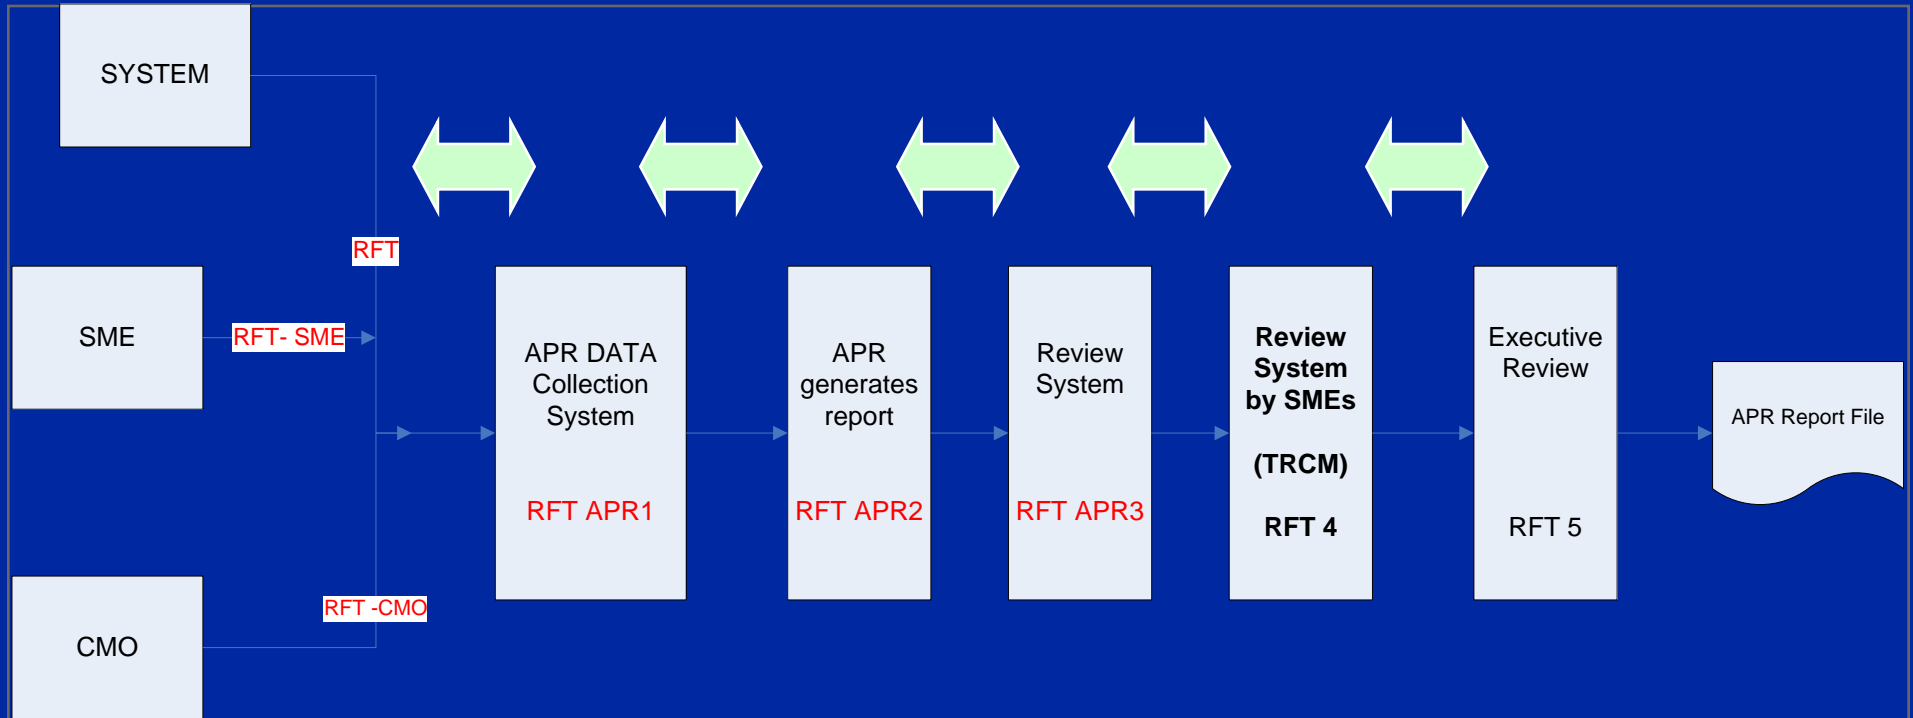 SYSTEM
RFT
SME
RFT- SME
RFT -CMO
CMO
APR DATA
Collection
System
RFT APR1
APR
generates
report
RFT APR2
Review
System
RFT APR3
Review
System
by SMEs
(TRCM)
RFT 4
Executive
Review
RFT 5
APR Report File